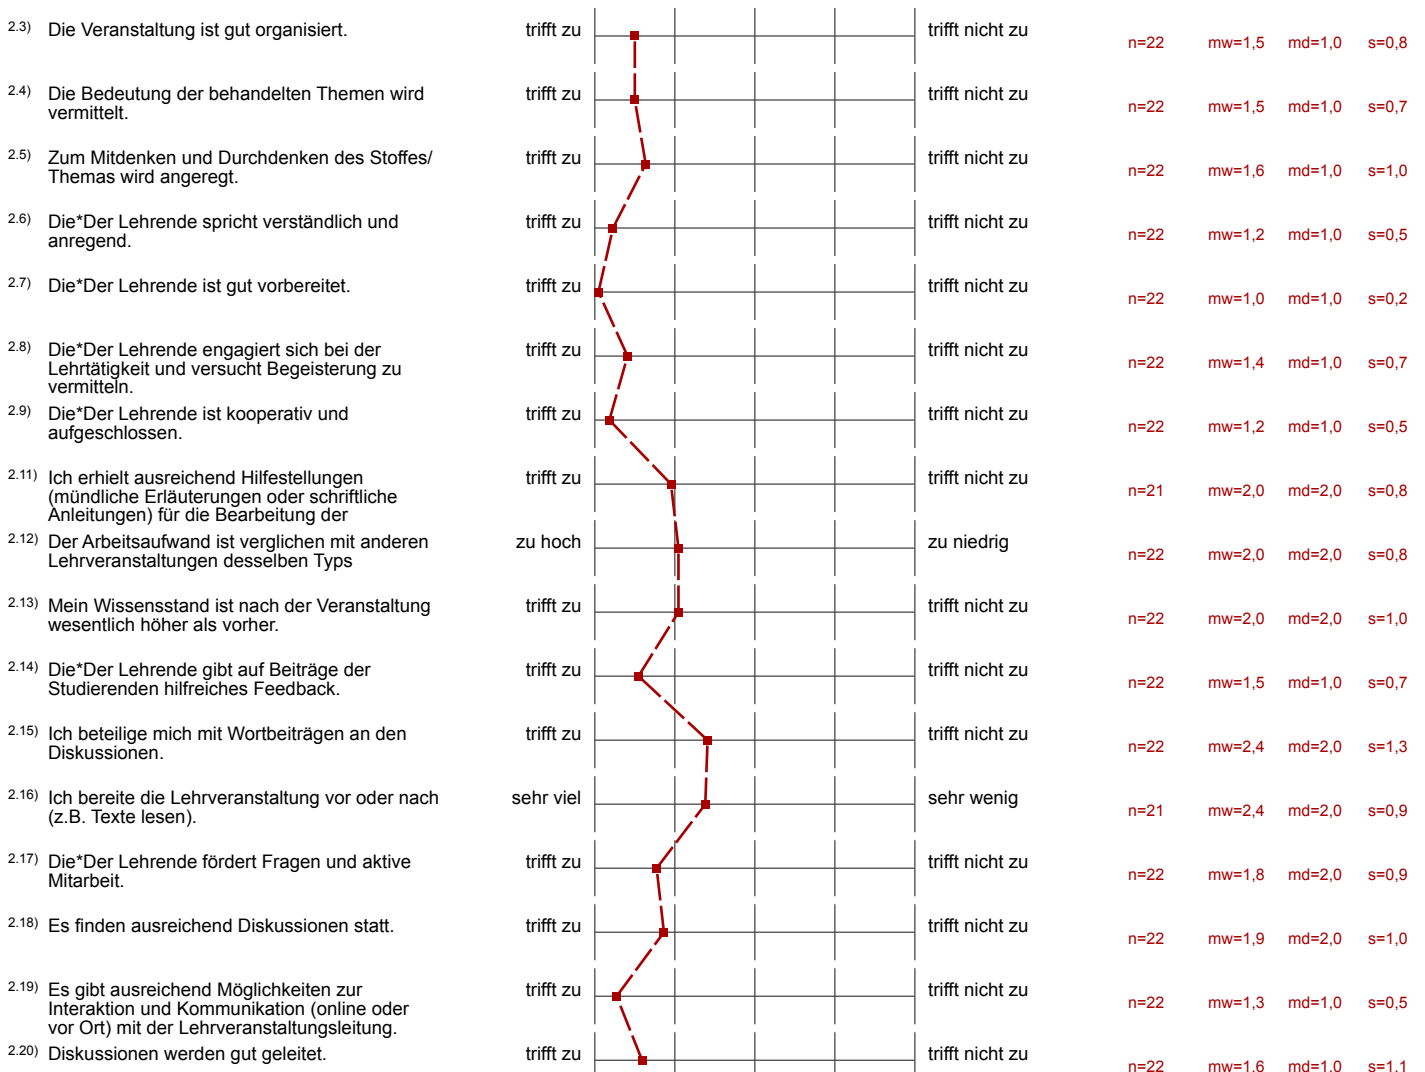 2.3) Die Veranstaltung ist gut organisiert. trifft zu trifft nicht zu n=22 mw=1,5 md=1,0 s=0,8
2.4) Die Bedeutung der behandelten Themen wird trifft zu trifft nicht zu n=22 mw=1,5 md=1,0 s=0,7
vermittelt.
2.5) Zum Mitdenken und Durchdenken des Stoffes/ trifft zu trifft nicht zu n=22 mw=1,6 md=1,0 s=1,0
Themas wird angeregt.
2.6) Die*Der Lehrende spricht verständlich und trifft zu trifft nicht zu n=22 mw=1,2 md=1,0 s=0,5
anregend.
2.7) Die*Der Lehrende ist gut vorbereitet. trifft zu trifft nicht zu n=22 mw=1,0 md=1,0 s=0,2
2.8) Die*Der Lehrende engagiert sich bei der trifft zu trifft nicht zu n=22 mw=1,4 md=1,0 s=0,7
Lehrtätigkeit und versucht Begeisterung zu
vermitteln.
2.9) Die*Der Lehrende ist kooperativ und trifft zu trifft nicht zu n=22 mw=1,2 md=1,0 s=0,5
aufgeschlossen.
2.11) Ich erhielt ausreichend Hilfestellungen trifft zu trifft nicht zu n=21 mw=2,0 md=2,0 s=0,8
(mündliche Erläuterungen oder schriftliche
Anleitungen) für die Bearbeitung der
2.12) Der Arbeitsaufwand ist verglichen mit anderen zu hoch zu niedrig n=22 mw=2,0 md=2,0 s=0,8
Lehrveranstaltungen desselben Typs
2.13) Mein Wissensstand ist nach der Veranstaltung trifft zu trifft nicht zu n=22 mw=2,0 md=2,0 s=1,0
wesentlich höher als vorher.
2.14) Die*Der Lehrende gibt auf Beiträge der trifft zu trifft nicht zu n=22 mw=1,5 md=1,0 s=0,7
Studierenden hilfreiches Feedback.
2.15) Ich beteilige mich mit Wortbeiträgen an den trifft zu trifft nicht zu n=22 mw=2,4 md=2,0 s=1,3
Diskussionen.
2.16) Ich bereite die Lehrveranstaltung vor oder nach sehr viel sehr wenig n=21 mw=2,4 md=2,0 s=0,9
(z.B. Texte lesen).
2.17) Die*Der Lehrende fördert Fragen und aktive trifft zu trifft nicht zu n=22 mw=1,8 md=2,0 s=0,9
Mitarbeit.
2.18) Es finden ausreichend Diskussionen statt. trifft zu trifft nicht zu n=22 mw=1,9 md=2,0 s=1,0
2.19) Es gibt ausreichend Möglichkeiten zur trifft zu trifft nicht zu n=22 mw=1,3 md=1,0 s=0,5
Interaktion und Kommunikation (online oder
vor Ort) mit der Lehrveranstaltungsleitung.
2.20) Diskussionen werden gut geleitet. trifft zu trifft nicht zu n=22 mw=1,6 md=1,0 s=1,1